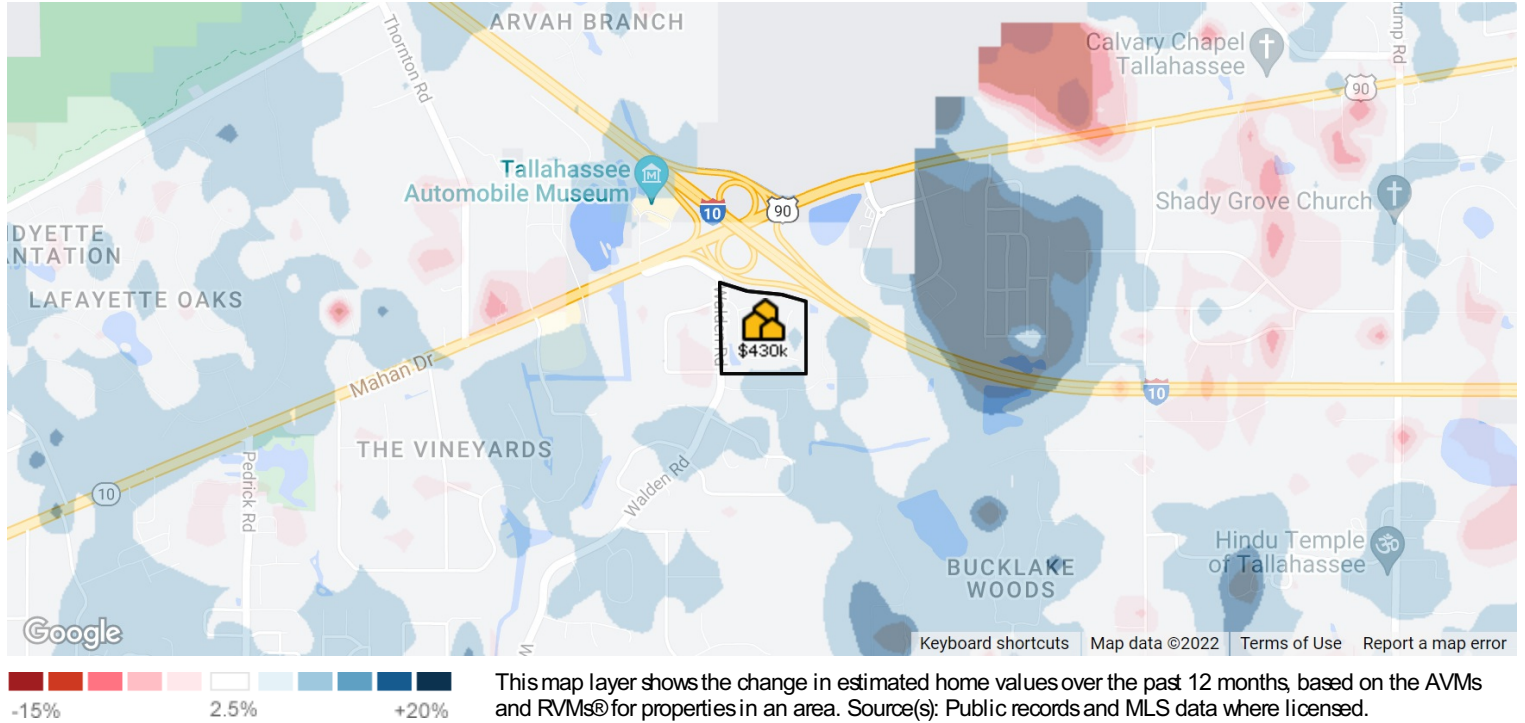 ARVAH BRANCH
Thornton Rd
Calvary Chapel
Tallahassee
90
Tallahassee
Automobile Museum
10
90
Shady Grove Church
LAFAYETTE OAKS
Walden Rd
$430k
Mahan Dr
10
THE VINEYARDS
Pedrick Rd
10
Walden Rd
BUCKLAKE
WOODS
Hindu Temple
of Tallahassee
Google
Keyboard shortcuts
Map data ©2022
Terms of Use
Report a map error
-15%
2.5%
+20%
This map layer shows the change in estimated home values over the past 12 months, based on the AVMs
and RVMs® for properties in an area. Source(s): Public records and MLS data where licensed.